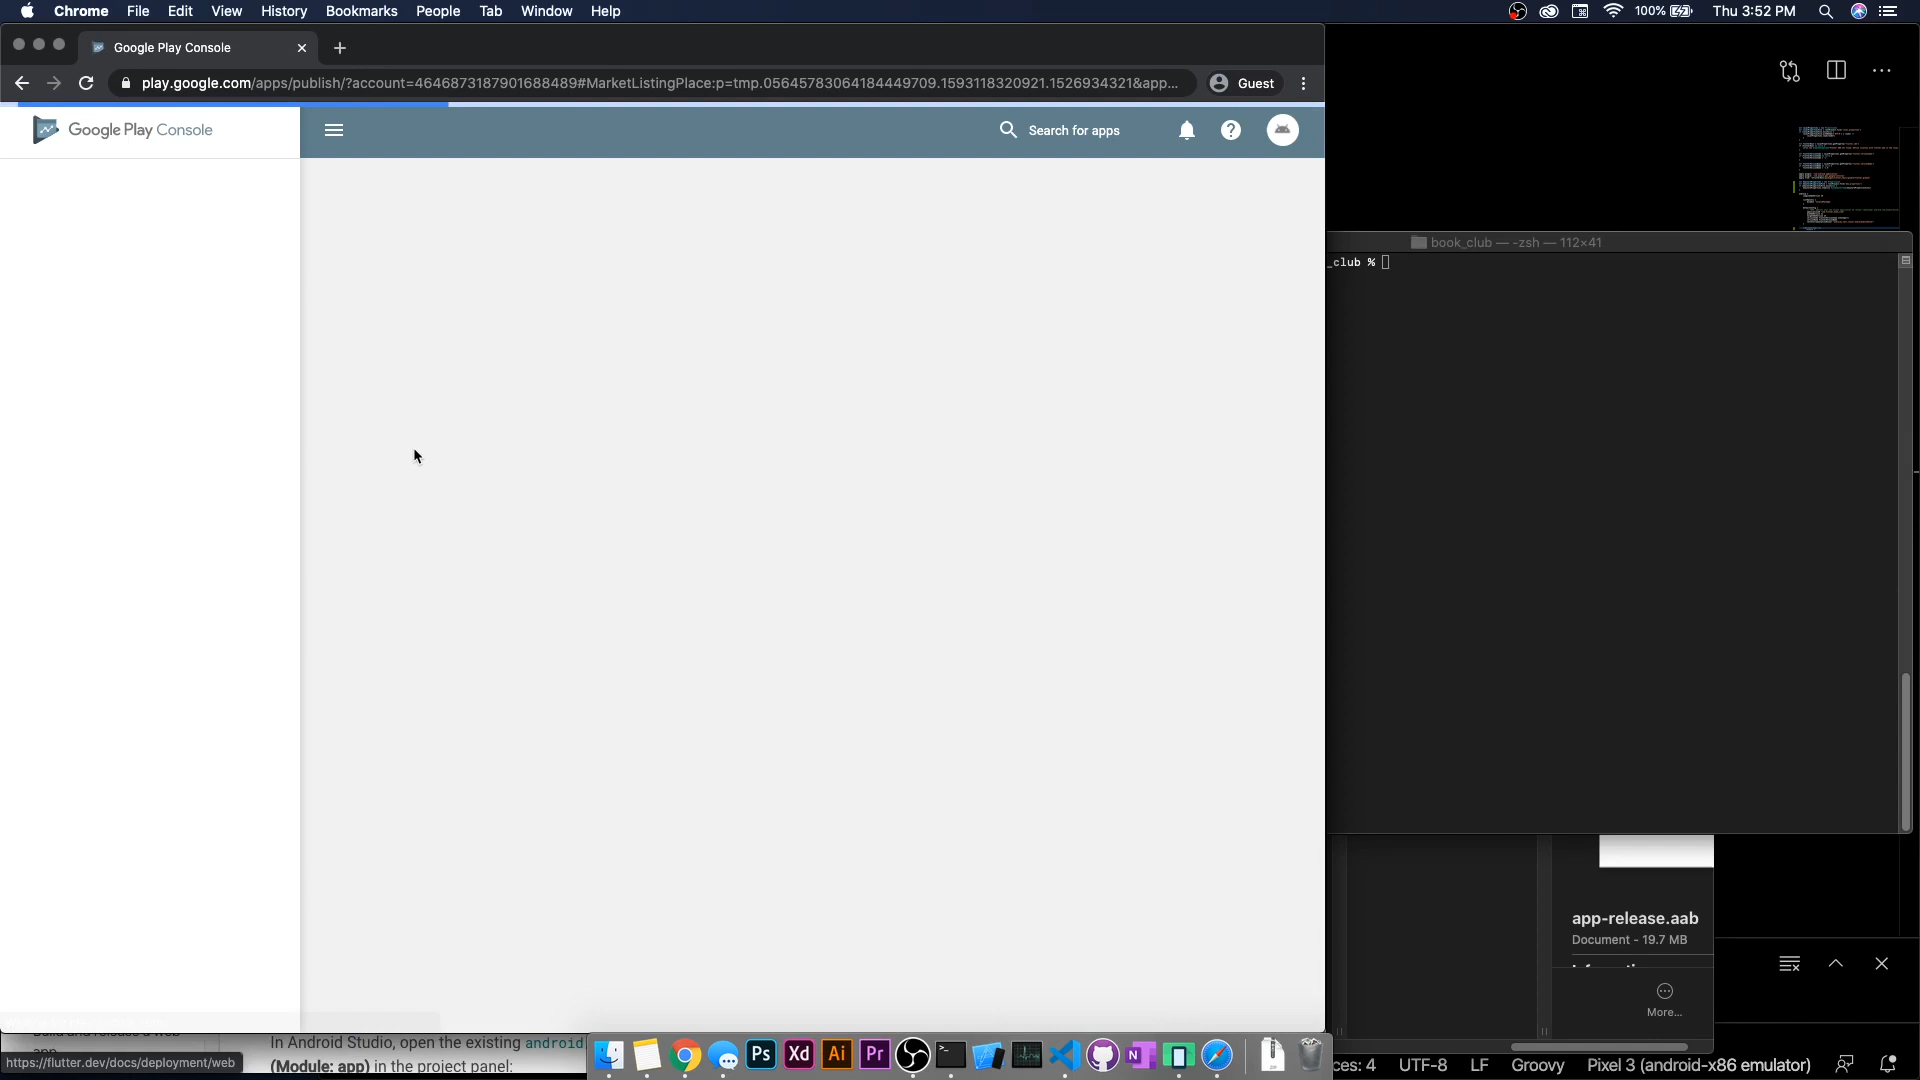 Chrome File Edit View History Bookmarks People Tab Window Help
100% Thu 3:52 PM
Google Play Console
play.google.com/apps/publish/?account=4646873187901688489#MarketListingPlace:p=tmp.05645783064184449709.1593118320921.1526934321&app...
Guest
Google Play Console
Search for apps
book_club — -zsh — 112×41
_club %
app-release.aab
Document - 19.7 MB
More...
In Android Studio, open the existing android
(Module: app) in the project panel:
https://flutter.dev/docs/deployment/web
Ps Xd Ai Pr
ces: 4 UTF-8 LF Groovy Pixel 3 (android-x86 emulator)